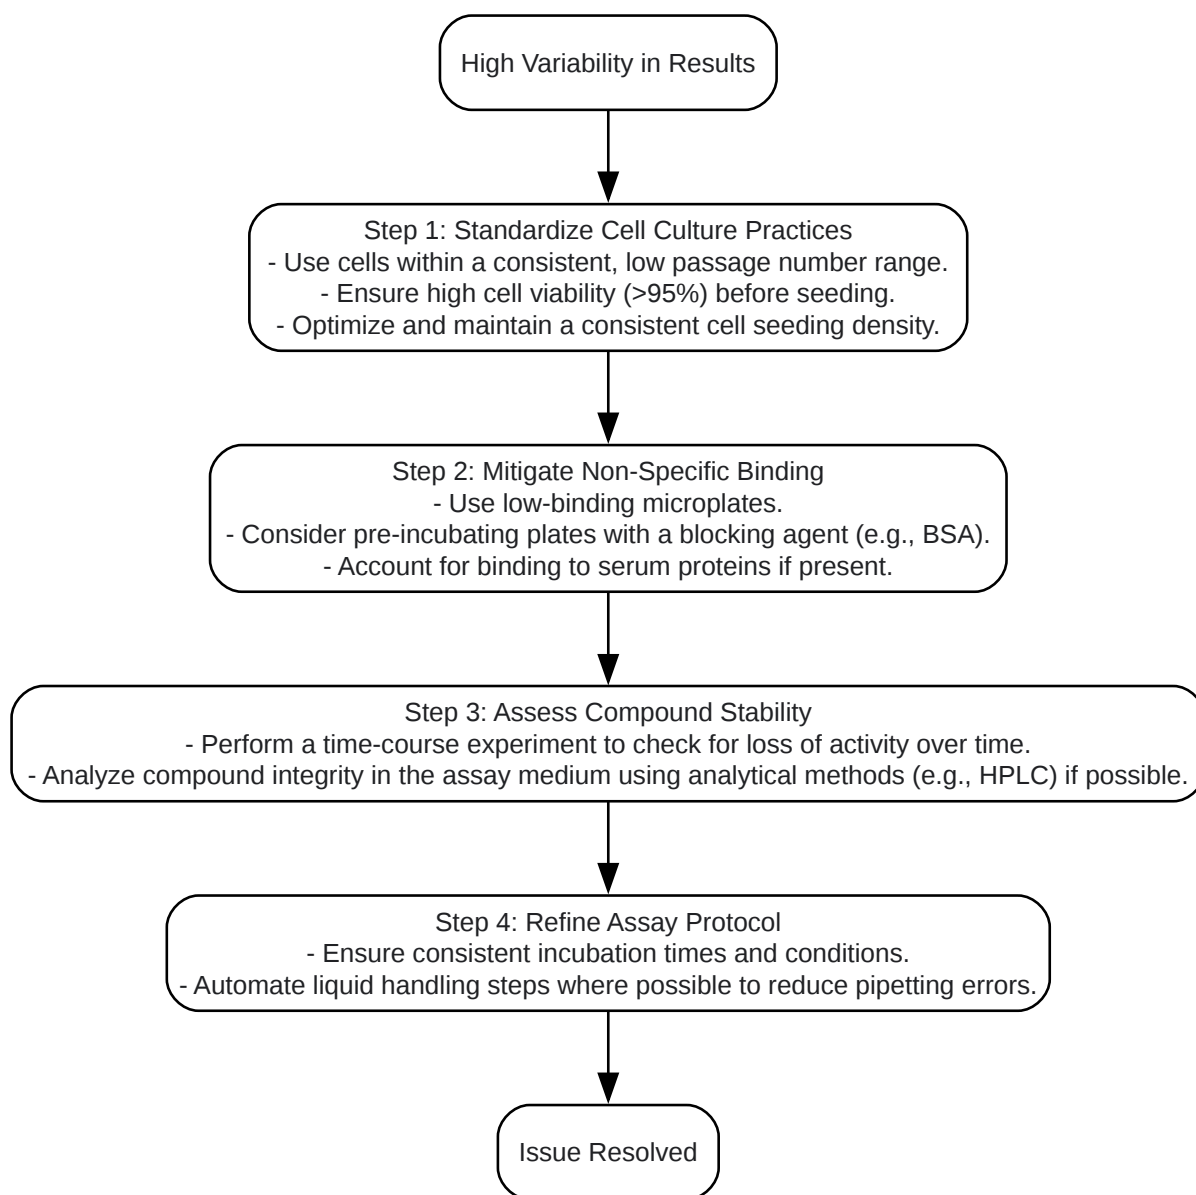 High Variability in Results
Step 1: Standardize Cell Culture Practices
- Use cells within a consistent, low passage number range.
- Ensure high cell viability (>95%) before seeding.
- Optimize and maintain a consistent cell seeding density.
Step 2: Mitigate Non-Specific Binding
- Use low-binding microplates.
- Consider pre-incubating plates with a blocking agent (e.g., BSA).
- Account for binding to serum proteins if present.
Step 3: Assess Compound Stability
- Perform a time-course experiment to check for loss of activity over time.
- Analyze compound integrity in the assay medium using analytical methods (e.g., HPLC) if possible.
Step 4: Refine Assay Protocol
- Ensure consistent incubation times and conditions.
- Automate liquid handling steps where possible to reduce pipetting errors.
Issue Resolved